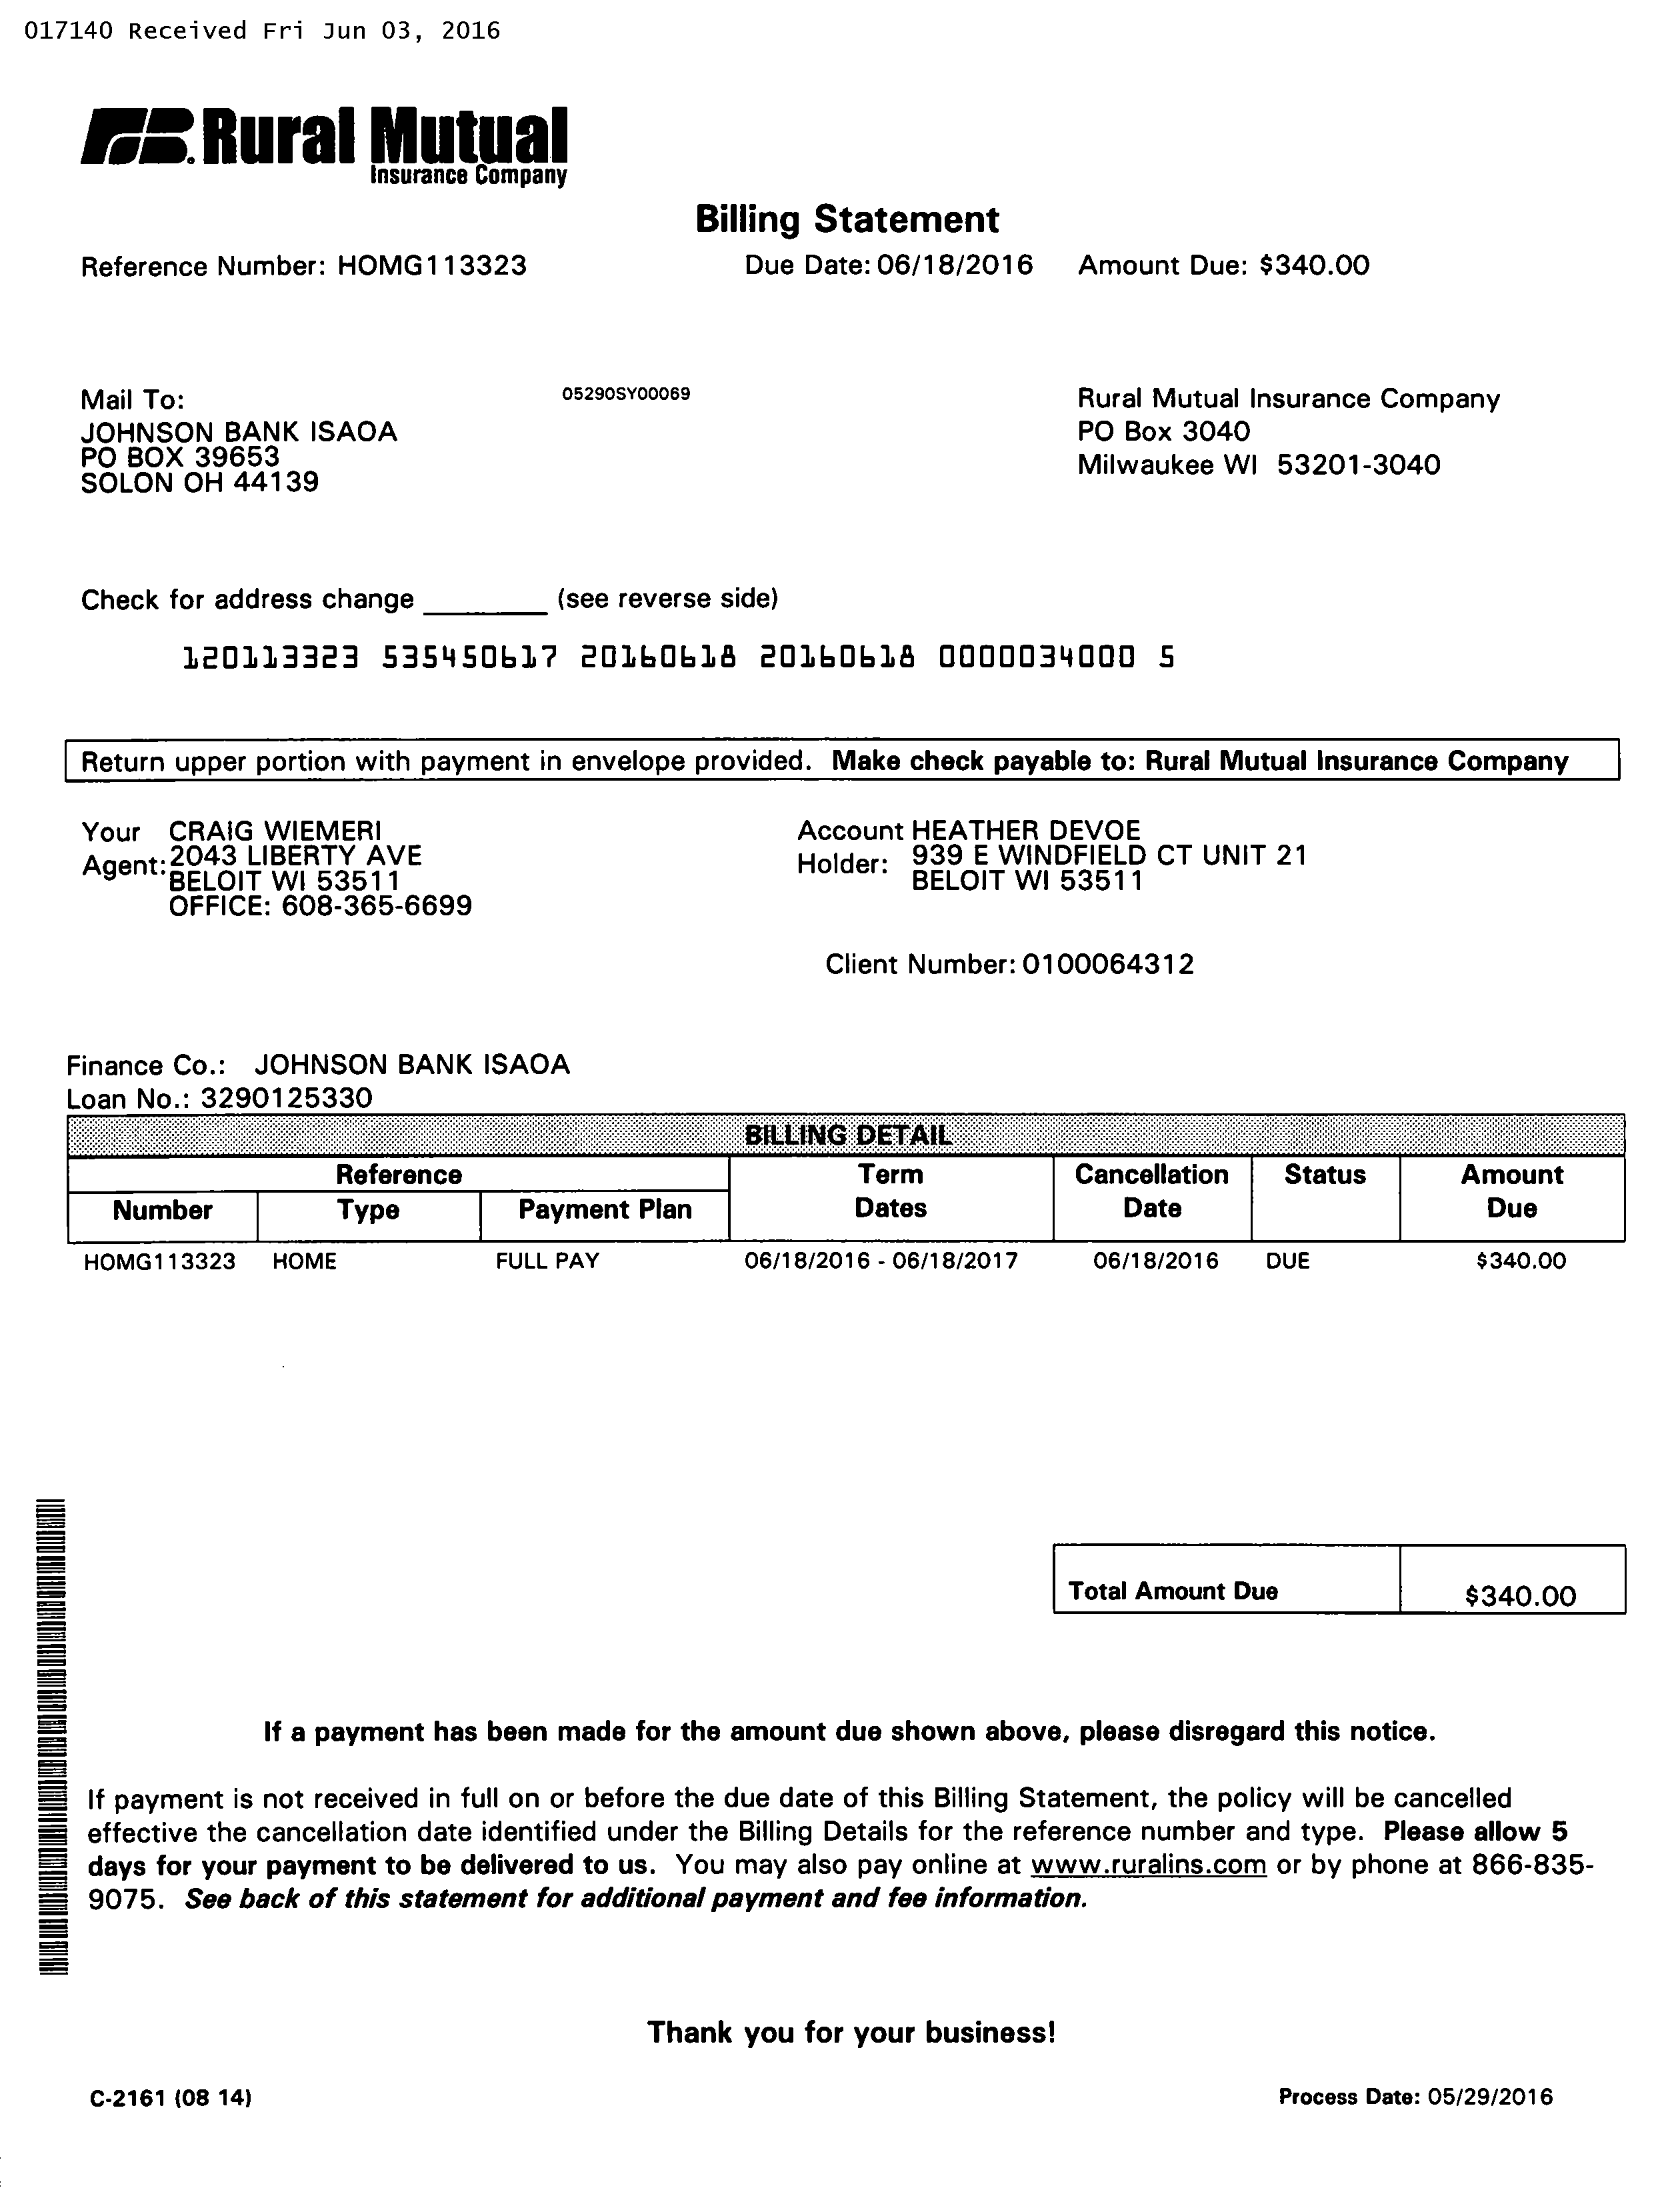 017140 Received Fri Jun 03, 2016
FB. Rural Mutual
Insurance Company
Billing Statement
Reference Number: HOMG113323 Due Date: 06/18/2016 Amount Due: $340.00
Mail To: 05290SY00069 Rural Mutual Insurance Company
JOHNSON BANK ISAOA PO Box 3040
PO BOX 39653 Milwaukee WI 53201-3040
SOLON OH 44139
Check for address change ________ (see reverse side)
120113323 535450617 20160618 20160618 0000034000 5
Return upper portion with payment in envelope provided. Make check payable to: Rural Mutual Insurance Company
Your Agent: CRAIG WIEMERI
2043 LIBERTY AVE
BELOIT WI 53511
OFFICE: 608-365-6699
Account Holder: HEATHER DEVOE
939 E WINDFIELD CT UNIT 21
BELOIT WI 53511
Client Number: 0100064312
Finance Co.: JOHNSON BANK ISAOA
Loan No.: 3290125330
BILLING DETAIL
Reference Term Cancellation Status Amount
Number Type Payment Plan Dates Date Due
HOMG113323 HOME FULL PAY 06/18/2016 - 06/18/2017 06/18/2016 DUE $340.00
Total Amount Due $340.00
If a payment has been made for the amount due shown above, please disregard this notice.
If payment is not received in full on or before the due date of this Billing Statement, the policy will be cancelled
effective the cancellation date identified under the Billing Details for the reference number and type. Please allow 5
days for your payment to be delivered to us. You may also pay online at www.ruralins.com or by phone at 866-835-
9075. See back of this statement for additional payment and fee information.
Thank you for your business!
C-2161 (08 14) Process Date: 05/29/2016